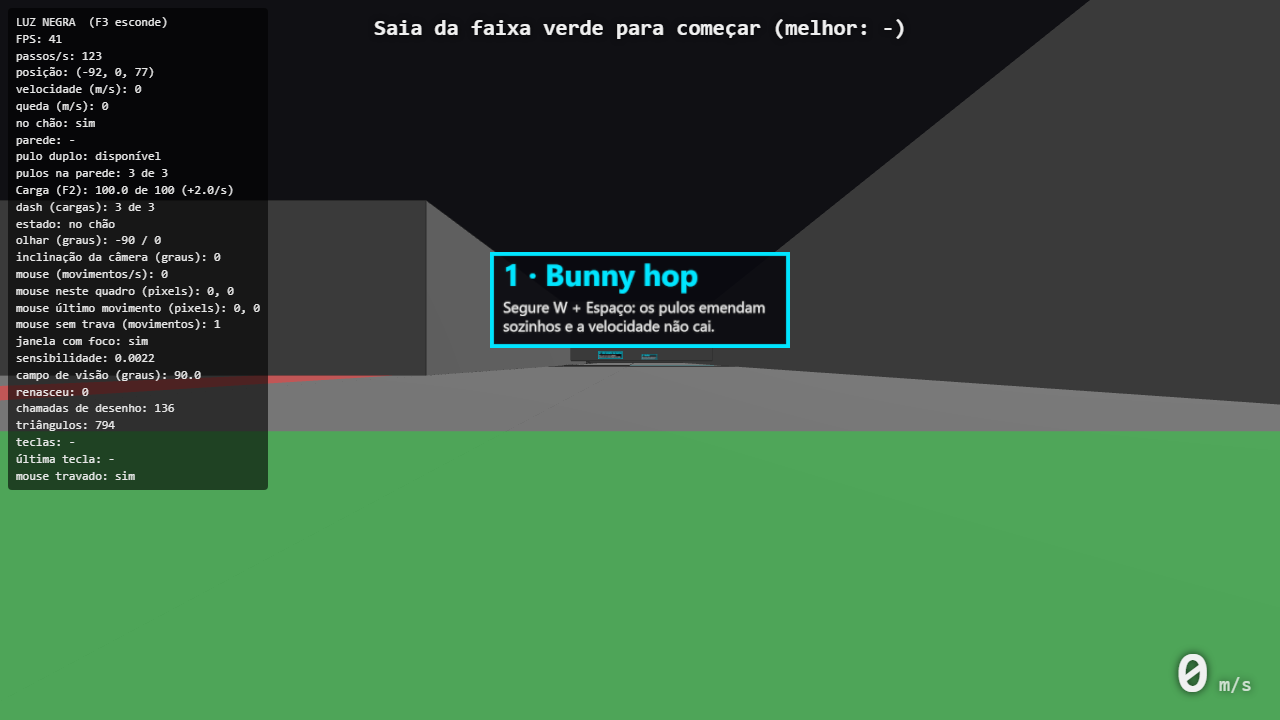 LUZ NEGRA  (F3 esconde)
FPS: 41
passos/s: 123
posição: (-92, 0, 77)
velocidade (m/s): 0
queda (m/s): 0
no chão: sim
parede: -
pulo duplo: disponível
pulos na parede: 3 de 3
Carga (F2): 100.0 de 100 (+2.0/s)
dash (cargas): 3 de 3
estado: no chão
olhar (graus): -90 / 0
inclinação da câmera (graus): 0
mouse (movimentos/s): 0
mouse neste quadro (pixels): 0, 0
mouse último movimento (pixels): 0, 0
mouse sem trava (movimentos): 1
janela com foco: sim
sensibilidade: 0.0022
campo de visão (graus): 90.0
renasceu: 0
chamadas de desenho: 136
triângulos: 794
teclas: -
última tecla: -
mouse travado: sim
Saia da faixa verde para começar (melhor: -)
1 · Bunny hop
Segure W + Espaço: os pulos emendam
sozinhos e a velocidade não cai.
0 m/s